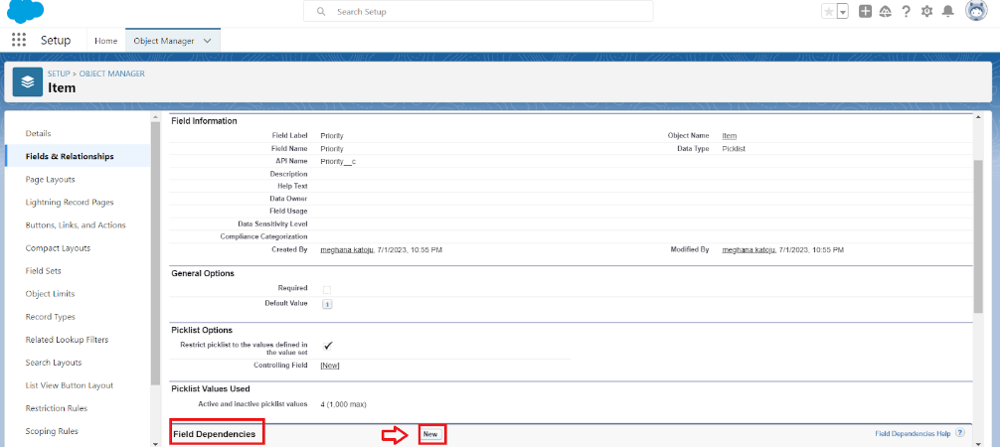 Search Setup
Setup
Home
Object Manager
SETUP > OBJECT MANAGER
Item
Details
Fields & Relationships
Page Layouts
Lightning Record Pages
Buttons, Links, and Actions
Compact Layouts
Field Sets
Object Limits
Record Types
Related Lookup Filters
Search Layouts
List View Button Layout
Restriction Rules
Scoping Rules
Field Information
Field Label Priority Object Name Item
Field Name Priority Data Type Picklist
API Name Priority__c
Description
Help Text
Data Owner
Field Usage
Data Sensitivity Level
Compliance Categorization
Created By meghana katoju, 7/1/2023, 10:55 PM Modified By meghana katoju, 7/1/2023, 10:55 PM
General Options
Required
Default Value
Picklist Options
Restrict picklist to the values defined in
the value set
Controlling Field [New]
Picklist Values Used
Active and inactive picklist values 4 (1,000 max)
Field Dependencies New Field Dependencies Help ?